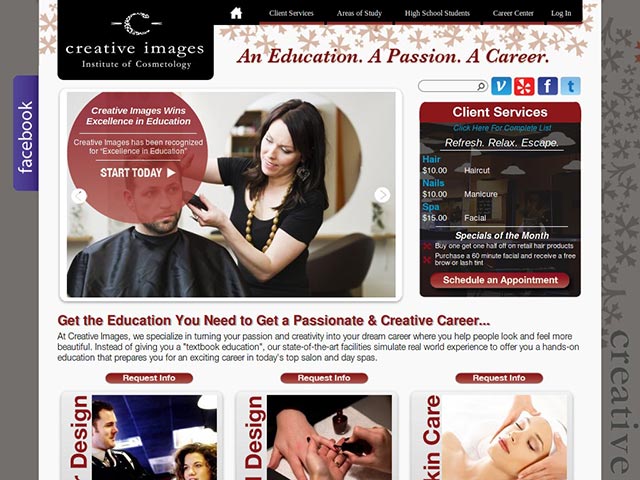 Client Services
Areas of Study
High School Students
Career Center
Log In
creative images
Institute of Cosmetology
An Education. A Passion. A Career.
facebook
Creative Images Wins
Excellence in Education
Creative Images has been recognized
for "Excellence in Education"
START TODAY
Client Services
Click Here For Complete List
Refresh. Relax. Escape.
Hair
$10.00 Haircut
Nails
$10.00 Manicure
Spa
$15.00 Facial
Specials of the Month
Buy one get one half off on retail hair products
Purchase a 60 minute facial and receive a free
brow or lash tint
Schedule an Appointment
Get the Education You Need to Get a Passionate & Creative Career...
At Creative Images, we specialize in turning your passion and creativity into your dream career where you help people look and feel more
beautiful. Instead of giving you a "textbook education", our state-of-the-art facilities simulate real world experience to offer you a hands-on
education that prepares you for an exciting career in today's top salon and day spas.
Request Info
Request Info
Request Info
Design
Design
Care
creative